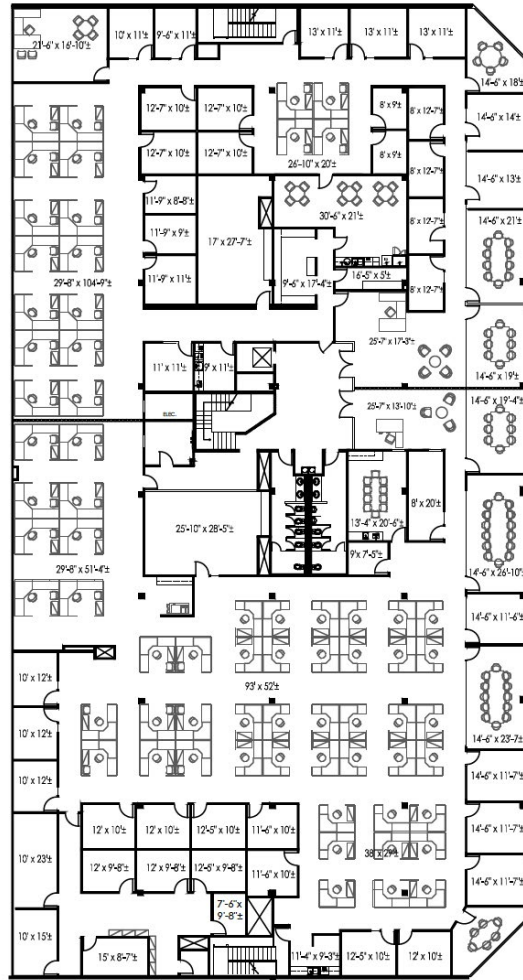 10' x 11'±
9'-6" x 11'±
13' x 11'±
13' x 11'±
13' x 11'±
21'-6" x 16'-10"±
14'-6" x 18'±
12'-7" x 10'±
12'-7" x 10'±
8' x 9'±
8' x 12'-7±
14'-6" x 14'±
12'-7" x 10'±
12'-7" x 10'±
26'-10" x 20'±
8' x 9'±
8' x 12'-7±
14'-6" x 13'±
11'-9" x 8'-8"±
30'-6" x 21'±
8' x 12'-7±
14'-6" x 21'±
11'-9" x 9'±
17' x 27'-7"±
11'-9" x 11'±
29'-8" x 104'-9"±
9'-6" x 17'-4"±
16'-5" x 5'±
8' x 12'-7±
25'-7" x 17'-3"±
11' x 11'±
9' x 11'±
14'-6" x 19'±
14'-6" x 19'-4"±
25'-7" x 13'-10"±
ELEC.
25'-10" x 28'-5"±
13'-4" x 20'-6"±
8' x 20'±
9'x 7'-5"±
29'-8" x 51'-4"±
14'-6" x 26'-10"±
14'-6" x 11'-6"±
10' x 12'±
93' x 52'±
10' x 12'±
14'-6" x 23'-7±
10' x 12'±
14'-6" x 11'-7"±
12' x 10'±
12' x 10'±
12'-5" x 10'±
11'-6" x 10'±
14'-6" x 11'-7"±
10' x 23'±
12' x 9'-8"±
12' x 9'-8"±
12'-6" x 9'-8"±
11'-6" x 10'±
38' x 29'±
14'-6" x 11'-7"±
7'-6"x
9'-8"±
10' x 15'±
15' x 8'-7"±
11'-4" x 9'-3"±
12'-5" x 10'±
12' x 10'±